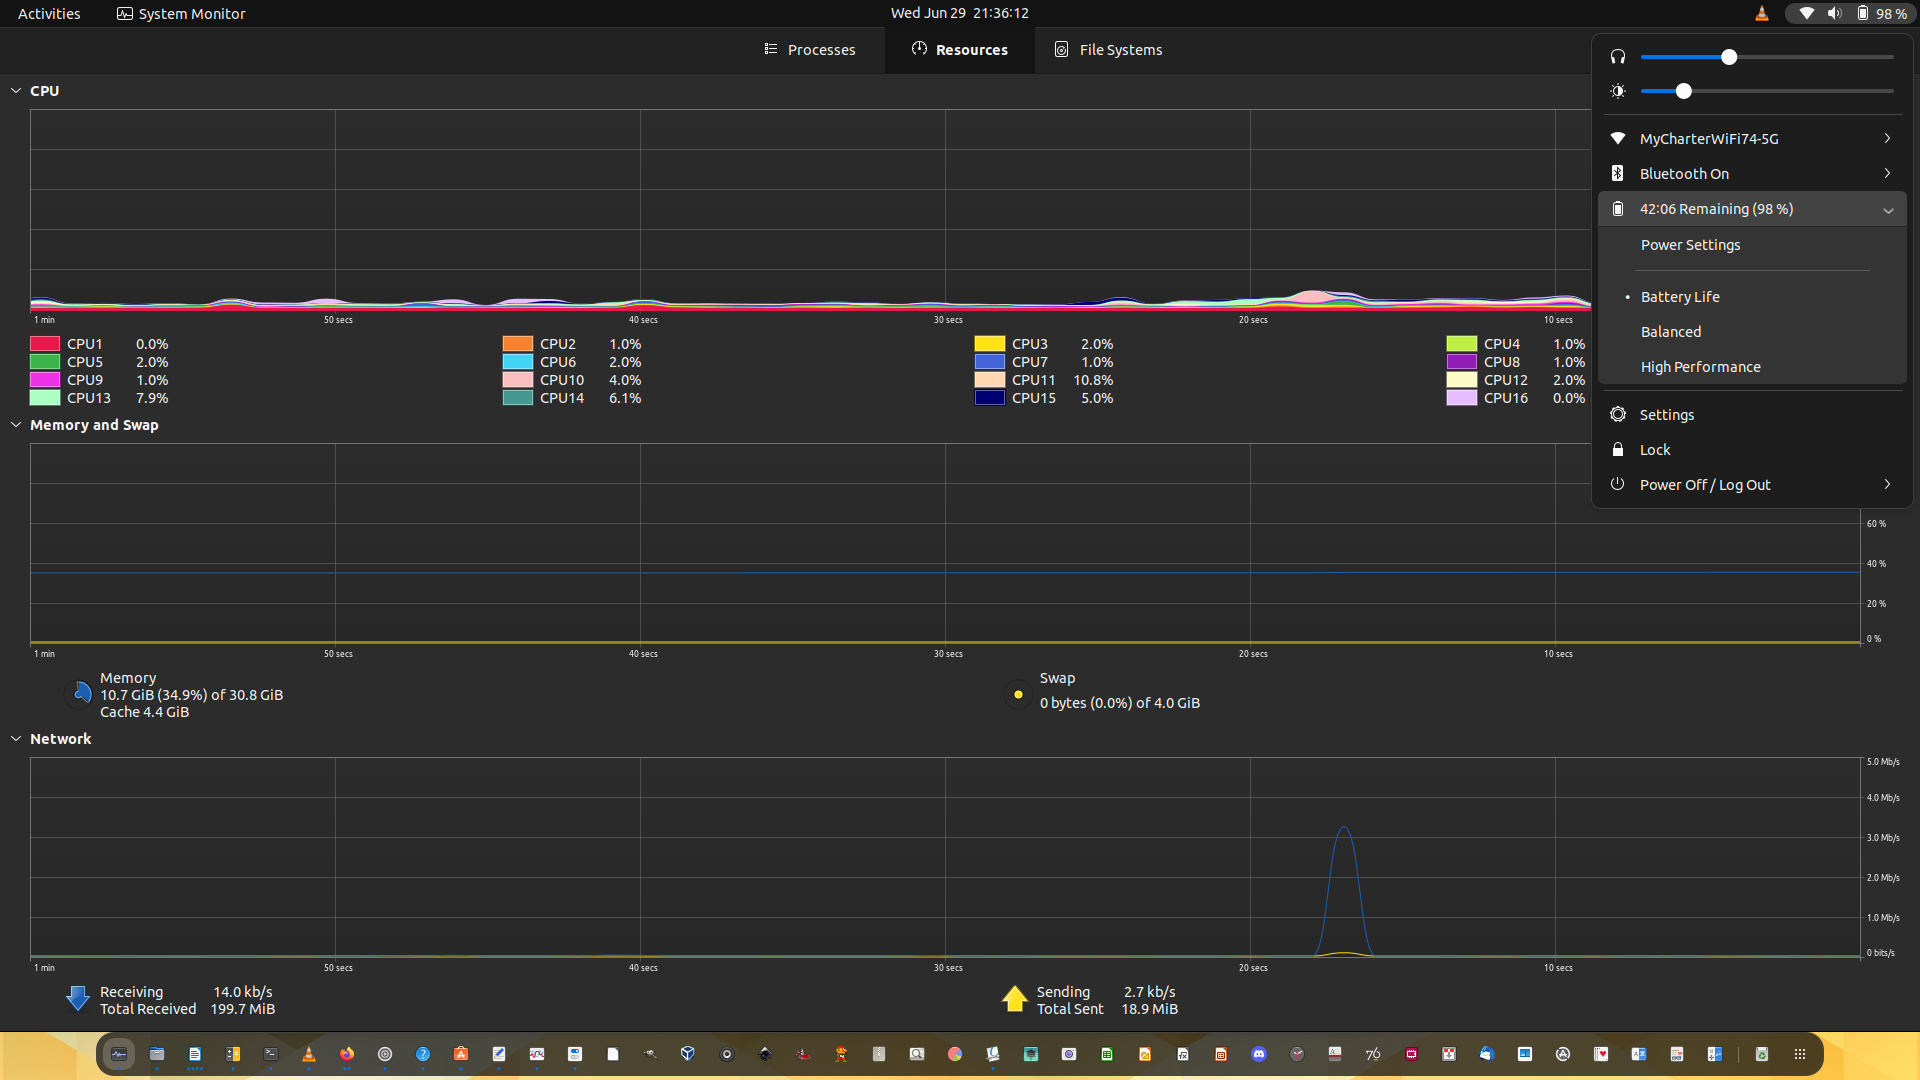 Activities
System Monitor
Wed Jun 29 21:36:12
98 %
Processes
Resources
File Systems
CPU
1 min
50 secs
40 secs
30 secs
20 secs
10 secs
CPU1 0.0%
CPU2 1.0%
CPU3 2.0%
CPU4 1.0%
CPU5 2.0%
CPU6 2.0%
CPU7 1.0%
CPU8 1.0%
CPU9 1.0%
CPU10 4.0%
CPU11 10.8%
CPU12 2.0%
CPU13 7.9%
CPU14 6.1%
CPU15 5.0%
CPU16 0.0%
MyCharterWiFi74-5G
Bluetooth On
42:06 Remaining (98 %)
Power Settings
Battery Life
Balanced
High Performance
Settings
Lock
Power Off / Log Out
Memory and Swap
60 %
40 %
20 %
0 %
1 min
50 secs
40 secs
30 secs
20 secs
10 secs
Memory
10.7 GiB (34.9%) of 30.8 GiB
Cache 4.4 GiB
Swap
0 bytes (0.0%) of 4.0 GiB
Network
5.0 Mb/s
4.0 Mb/s
3.0 Mb/s
2.0 Mb/s
1.0 Mb/s
0 bits/s
1 min
50 secs
40 secs
30 secs
20 secs
10 secs
Receiving 14.0 kb/s
Total Received 199.7 MiB
Sending 2.7 kb/s
Total Sent 18.9 MiB